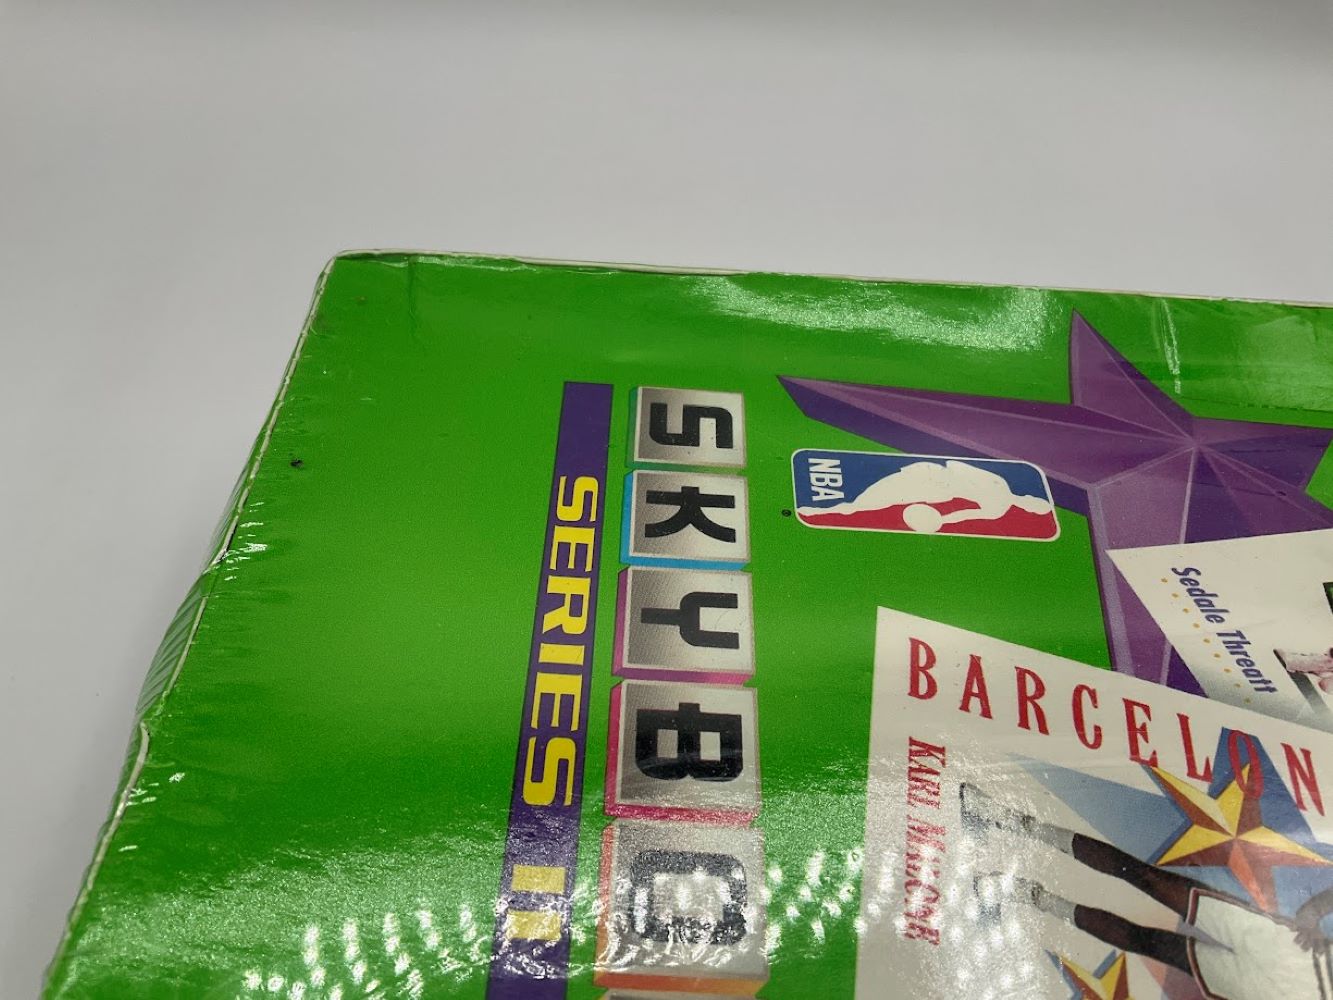 SKYBO
SERIES II
NBA
Sedale Threatt
BARCELON
KARL MALONE